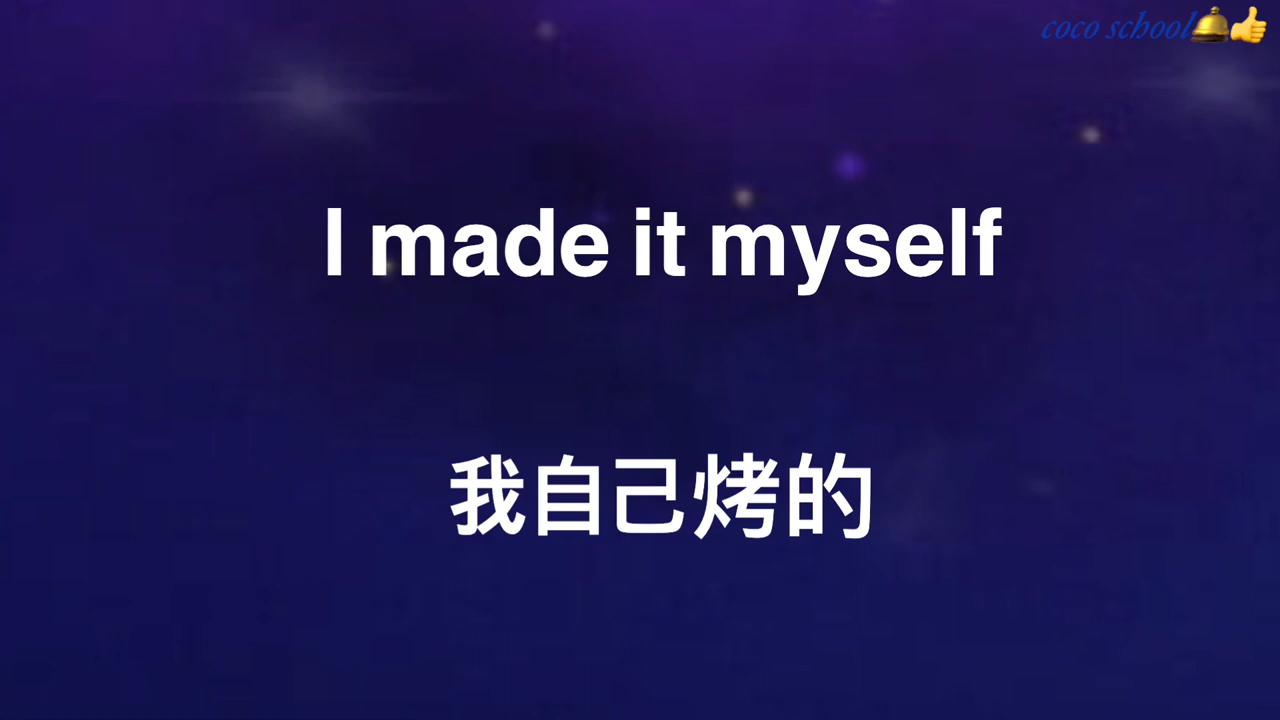 coco school🛎️👍
I made it myself
我自己烤的